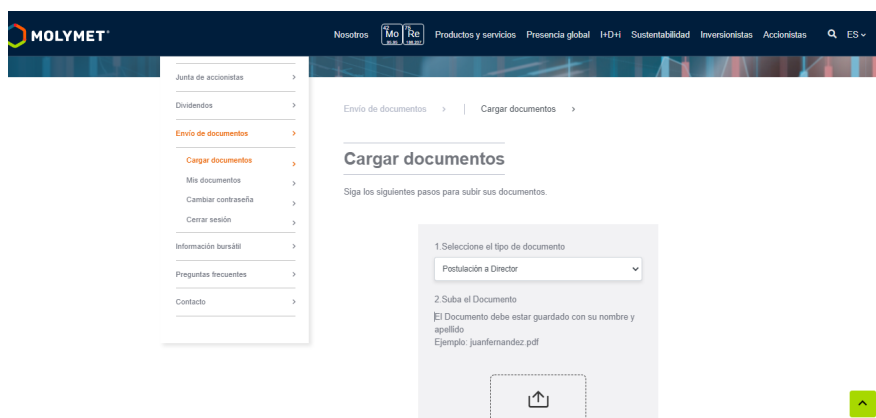 MOLYMET
Nosotros
42 75
Mo Re
Productos y servicios
Presencia global
I+D+i
Sustentabilidad
Inversionistas
Accionistas
ES
Junta de accionistas
Dividendos
Envío de documentos
Cargar documentos
Mis documentos
Cambiar contraseña
Cerrar sesión
Información bursátil
Preguntas frecuentes
Contacto
Envío de documentos > | Cargar documentos >
Cargar documentos
Siga los siguientes pasos para subir sus documentos.
1.Seleccione el tipo de documento
Postulación a Director
2.Suba el Documento
El Documento debe estar guardado con su nombre y
apellido
Ejemplo: juanfernandez.pdf